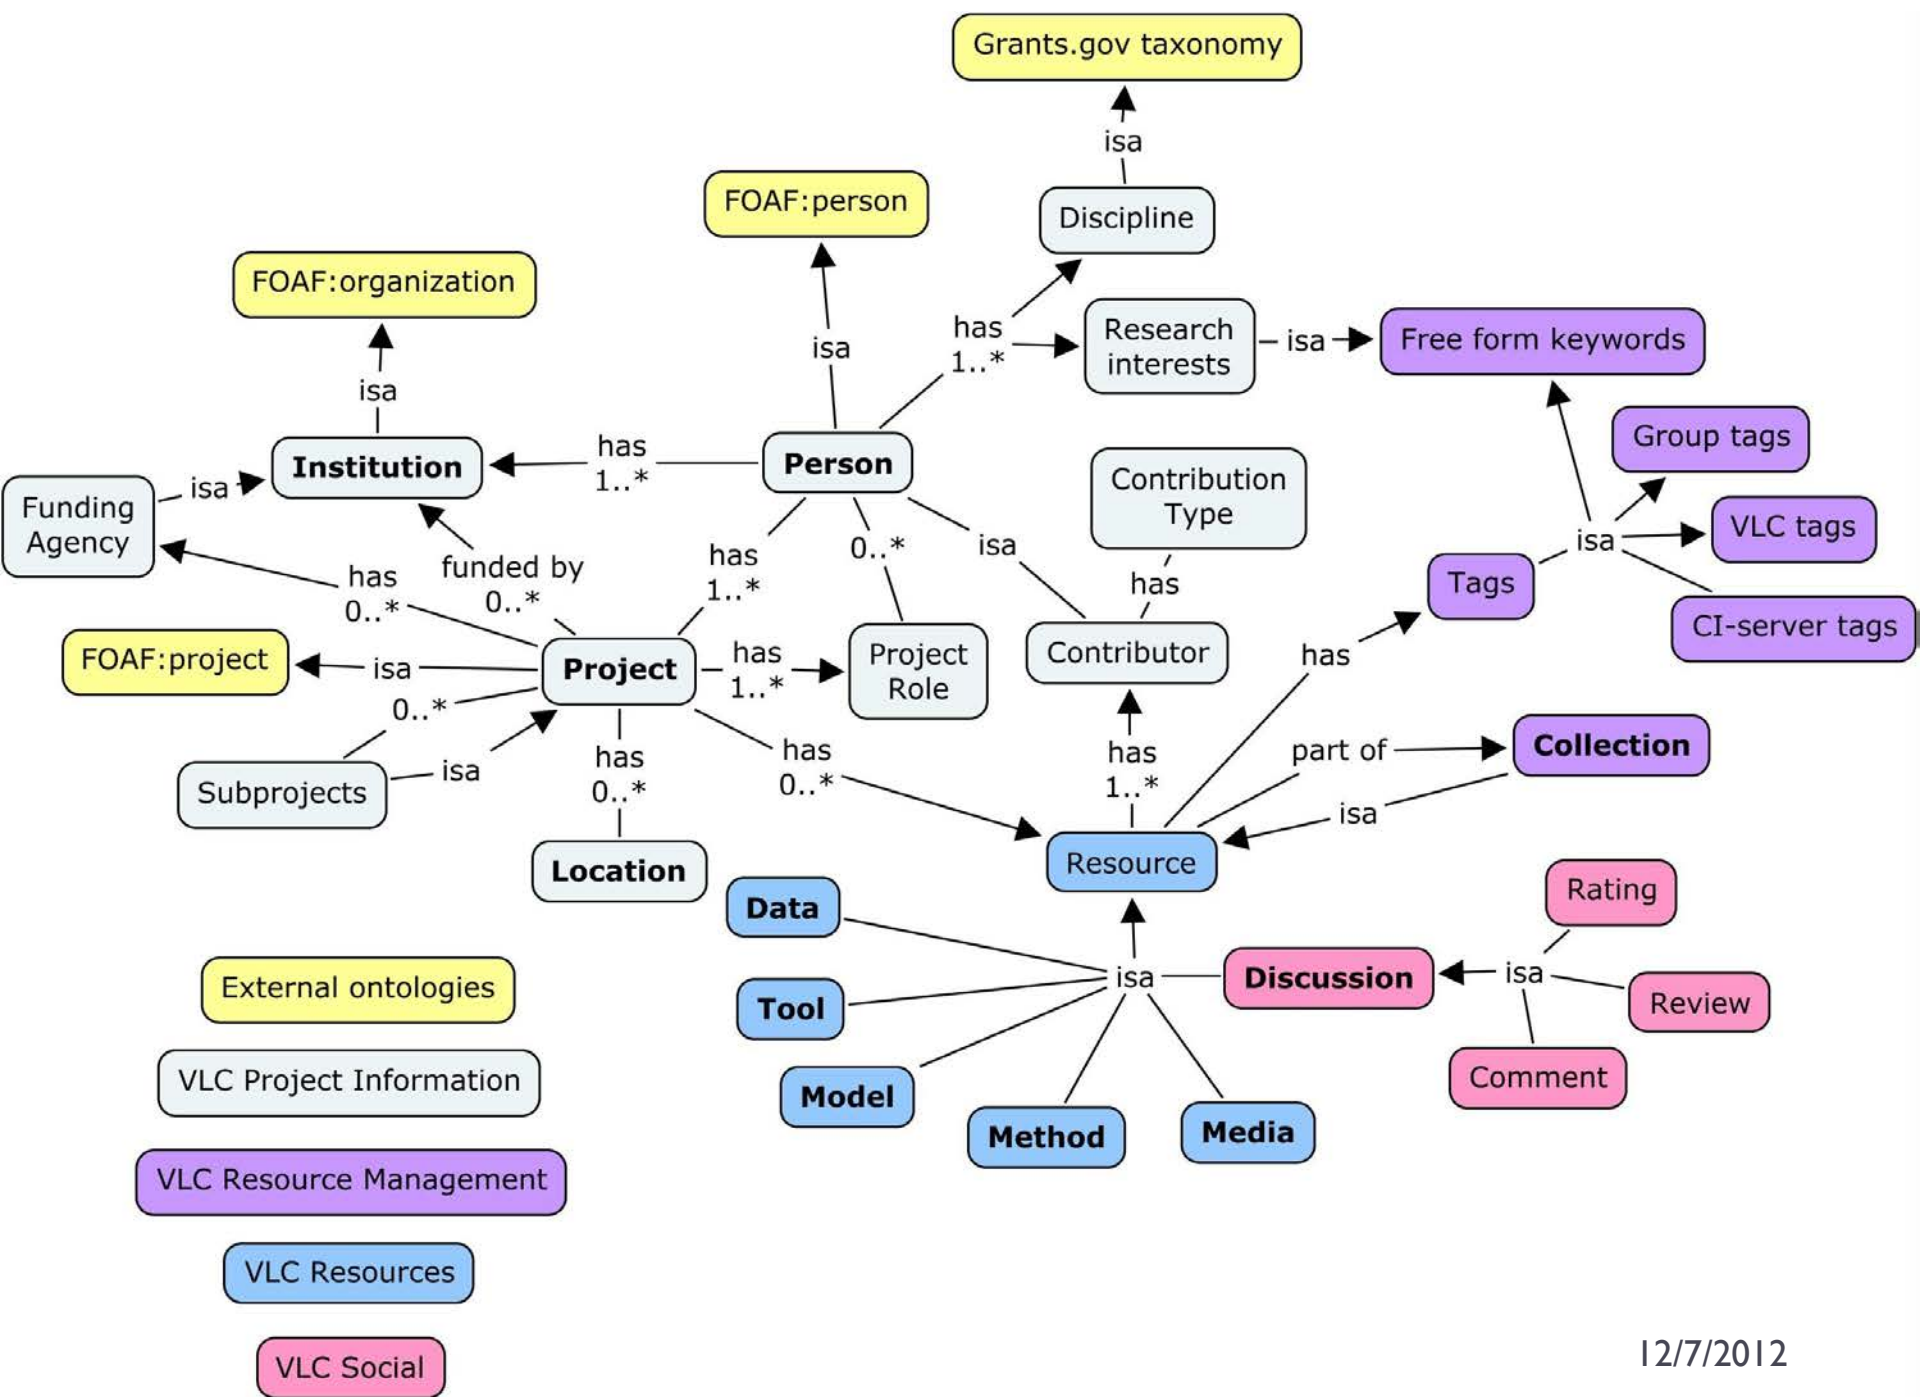 Grants.gov taxonomy
isa
Discipline
FOAF:person
FOAF:organization
isa
has
1..*
Research
interests
isa
Free form keywords
isa
Institution
has
1..*
Person
Group tags
Funding
Agency
isa
Contribution
Type
VLC tags
isa
Tags
CI-server tags
has
0..*
funded by
0..*
has
1..*
0..*
isa
has
FOAF:project
isa
Project
has
1..*
Project
Role
Contributor
has
0..*
Subprojects
isa
has
0..*
has
0..*
has
1..*
part of
Collection
isa
Location
Resource
Data
Tool
Model
Method
Media
isa
Discussion
isa
Rating
Review
Comment
External ontologies
VLC Project Information
VLC Resource Management
VLC Resources
VLC Social
12/7/2012